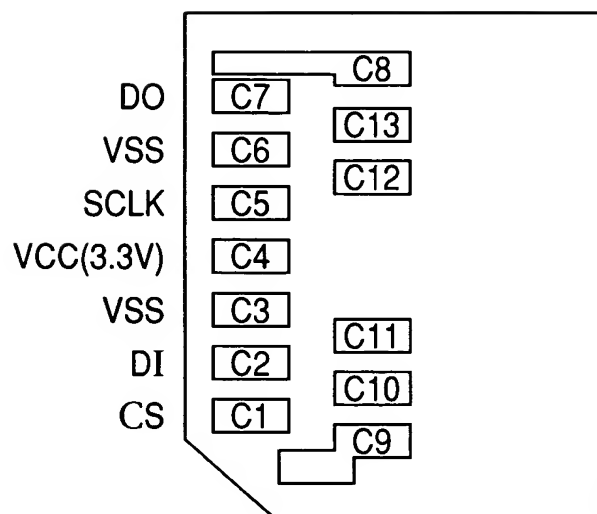 C8
DO C7
C13
VSS C6
C12
SCLK C5
VCC(3.3V) C4
VSS C3
C11
DI C2
C10
CS C1
C9